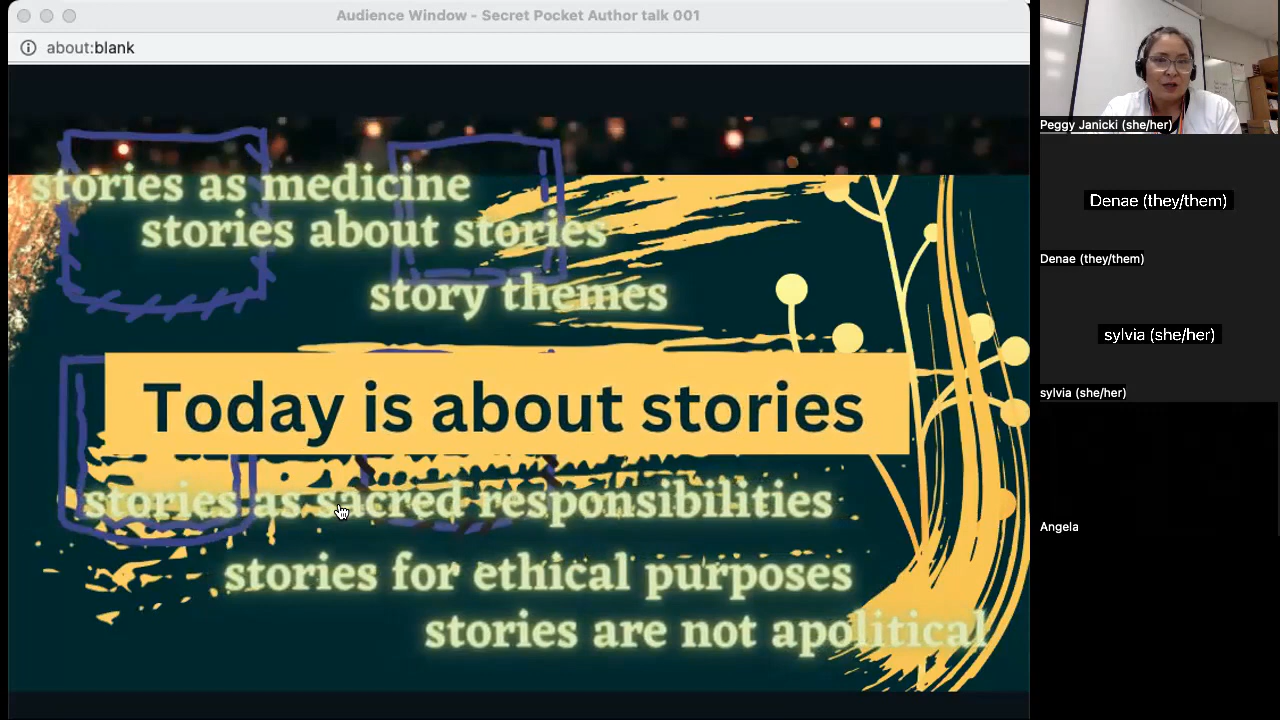 Audience Window - Secret Pocket Author talk 001
about:blank
stories as medicine
stories about stories
story themes
Today is about stories
stories as sacred responsibilities
stories for ethical purposes
stories are not apolitical
Peggy Janicki (she/her)
Denae (they/them)
Denae (they/them)
sylvia (she/her)
sylvia (she/her)
Angela